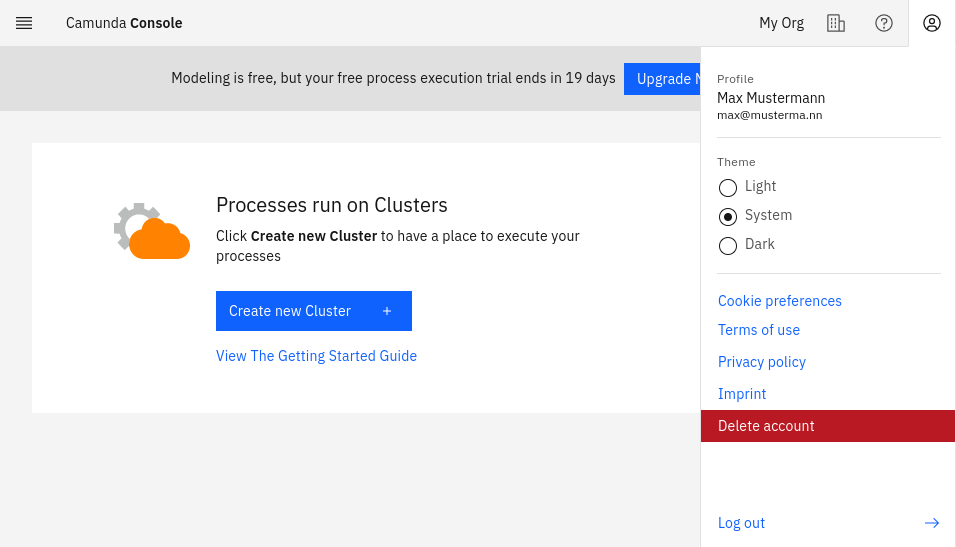 Camunda Console
My Org
Modeling is free, but your free process execution trial ends in 19 days
Upgrade
Processes run on Clusters
Click Create new Cluster to have a place to execute your
processes
Create new Cluster
View The Getting Started Guide
Profile
Max Mustermann
max@musterma.nn
Theme
Light
System
Dark
Cookie preferences
Terms of use
Privacy policy
Imprint
Delete account
Log out